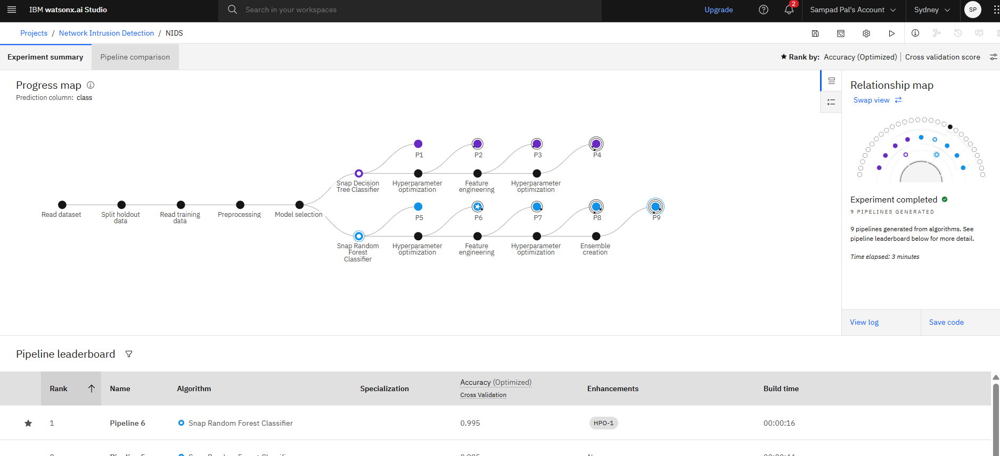 IBM watsonx.ai Studio
Search in your workspaces
Upgrade
2
Sampad Pal's Account
Sydney
SP
Projects / Network Intrusion Detection / NIDS
Experiment summary
Pipeline comparison
Rank by: Accuracy (Optimized) | Cross validation score
Progress map
Prediction column: class
P1
P2
P3
P4
Snap Decision
Tree Classifier
Hyperparameter
optimization
Feature
engineering
Hyperparameter
optimization
Read dataset
Split holdout
data
Read training
data
Preprocessing
Model selection
P5
P6
P7
P8
P9
Snap Random
Forest
Classifier
Hyperparameter
optimization
Feature
engineering
Hyperparameter
optimization
Ensemble
creation
Relationship map
Swap view
Experiment completed
9 PIPELINES GENERATED
9 pipelines generated from algorithms. See
pipeline leaderboard below for more detail.
Time elapsed: 3 minutes
View log
Save code
Pipeline leaderboard
Rank
Name
Algorithm
Specialization
Accuracy (Optimized)
Cross Validation
Enhancements
Build time
1
Pipeline 6
Snap Random Forest Classifier
0.995
HPO-1
00:00:16